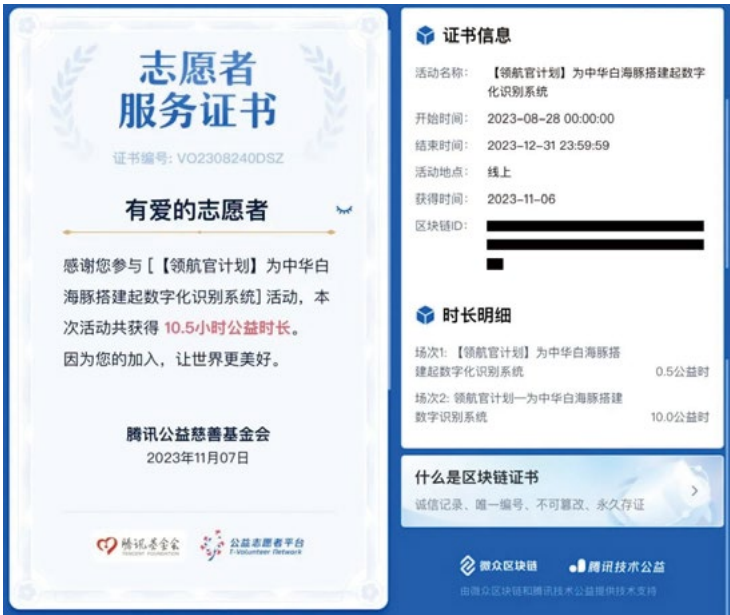 志愿者
服务证书
证书编号: VO2308240DSZ
有爱的志愿者
感谢您参与 [【领航官计划】为中华白
海豚搭建起数字化识别系统] 活动，本
次活动共获得 10.5小时公益时长。
因为您的加入，让世界更美好。
腾讯公益慈善基金会
2023年11月07日
腾讯基金会
TENCENT FOUNDATION
公益志愿者平台
T-Volunteer Network
证书信息
活动名称: 【领航官计划】为中华白海豚搭建起数字
化识别系统
开始时间: 2023-08-28 00:00:00
结束时间: 2023-12-31 23:59:59
活动地点: 线上
获得时间: 2023-11-06
区块链ID:
时长明细
场次1: 【领航官计划】为中华白海豚搭
建起数字化识别系统 0.5公益时
场次2: 领航官计划—为中华白海豚搭建
数字识别系统 10.0公益时
什么是区块链证书
诚信记录、唯一编号、不可篡改、永久存证
微众区块链 腾讯技术公益
由微众区块链和腾讯技术公益提供技术支持